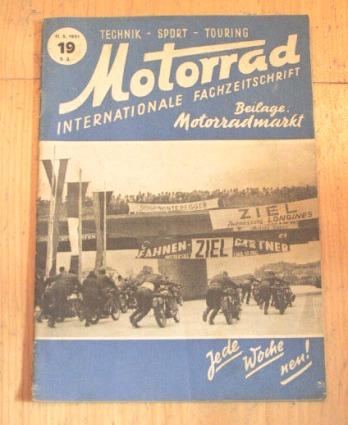 TECHNIK - SPORT - TOURING
19
Motorrad
INTERNATIONALE FACHZEITSCHRIFT
Beilage:
Motorradmarkt
ZIEL
LONGINES
FAHNEN- ZIEL GÄRTNER
Jede
Woche
neu!